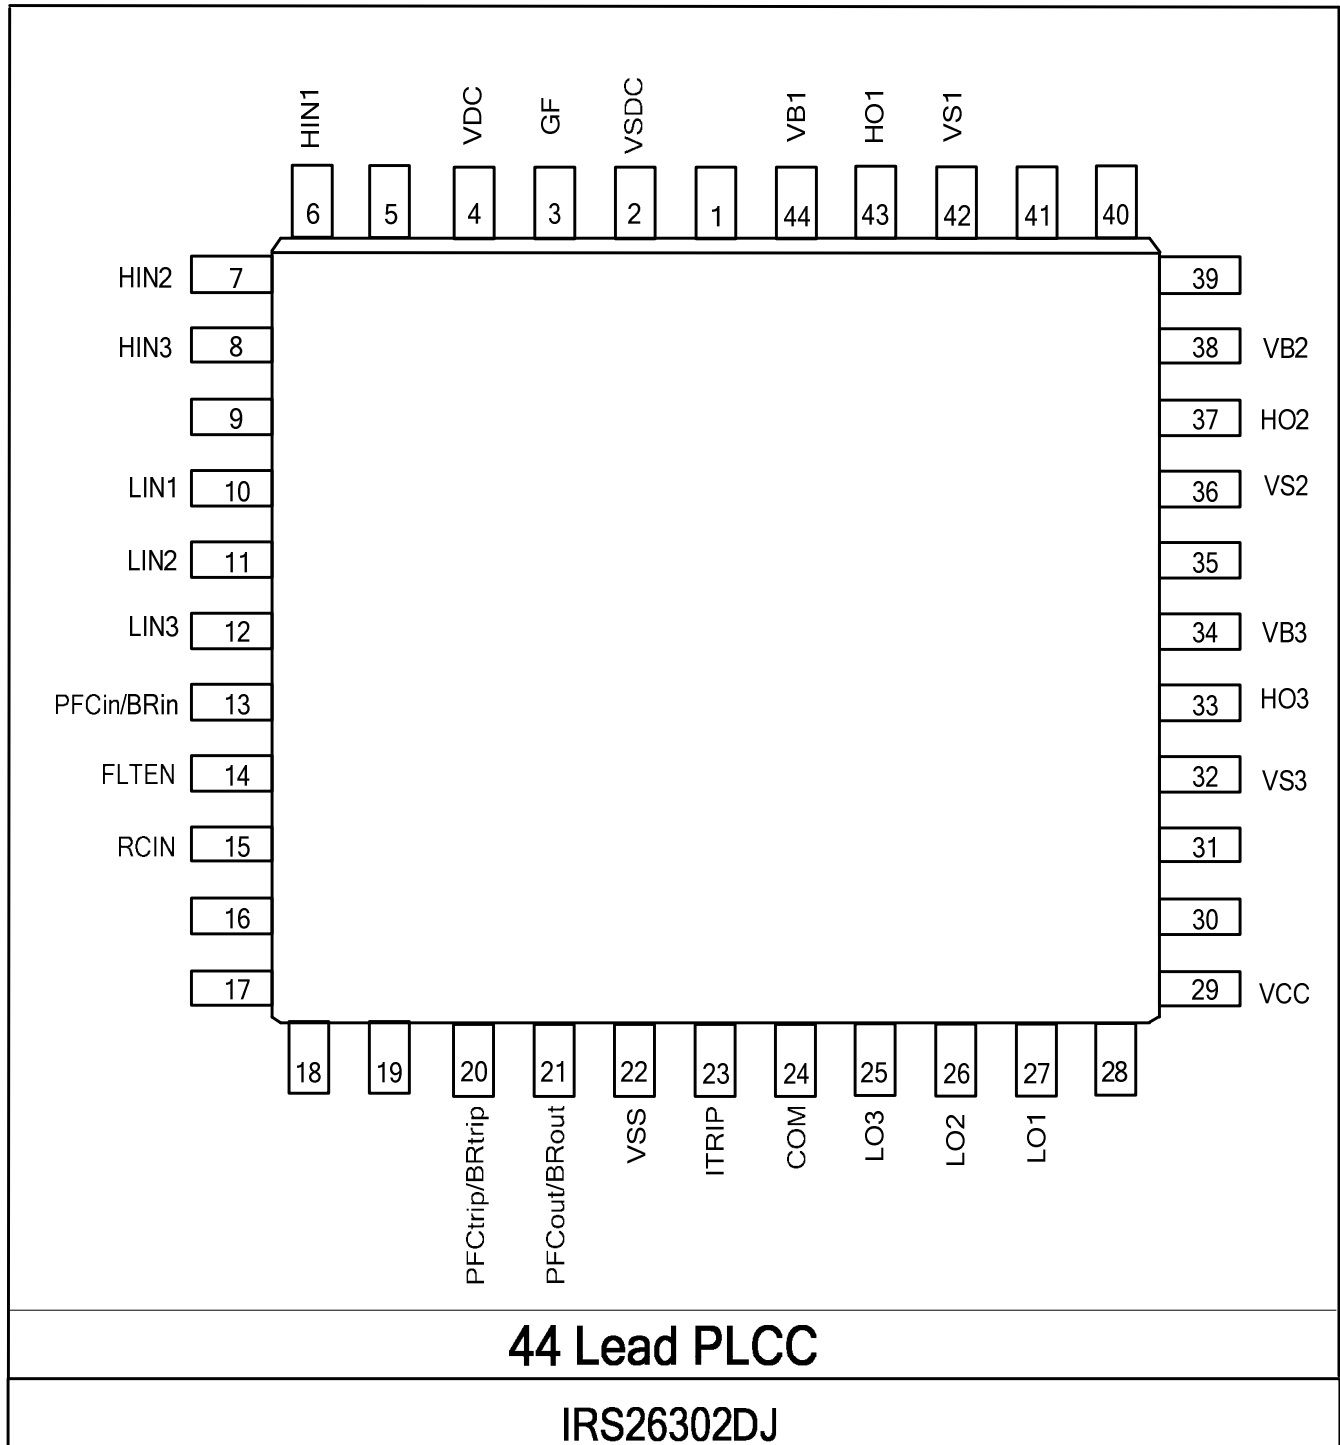 HIN1 VDC GF VSDC VB1 HO1 VS1
6 5 4 3 2 1 44 43 42 41 40
HIN2 7 39
HIN3 8 38 VB2
9 37 HO2
LIN1 10 36 VS2
LIN2 11 35
LIN3 12 34 VB3
PFCin/BRin 13 33 HO3
FLTEN 14 32 VS3
RCIN 15 31
16 30
17 29 VCC
18 19 20 21 22 23 24 25 26 27 28
PFCtrip/BRtrip PFCout/BRout VSS ITRIP COM LO3 LO2 LO1
44 Lead PLCC
IRS26302DJ